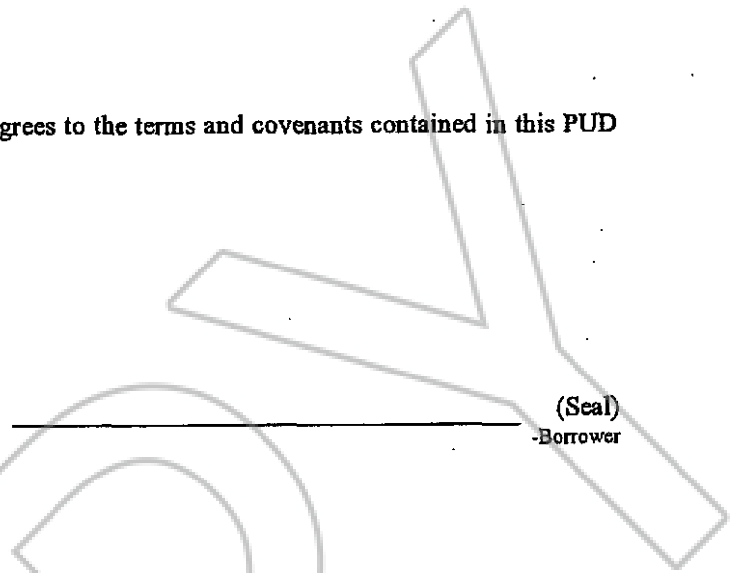 grees to the terms and covenants contained in this PUD
(Seal)
-Borrower